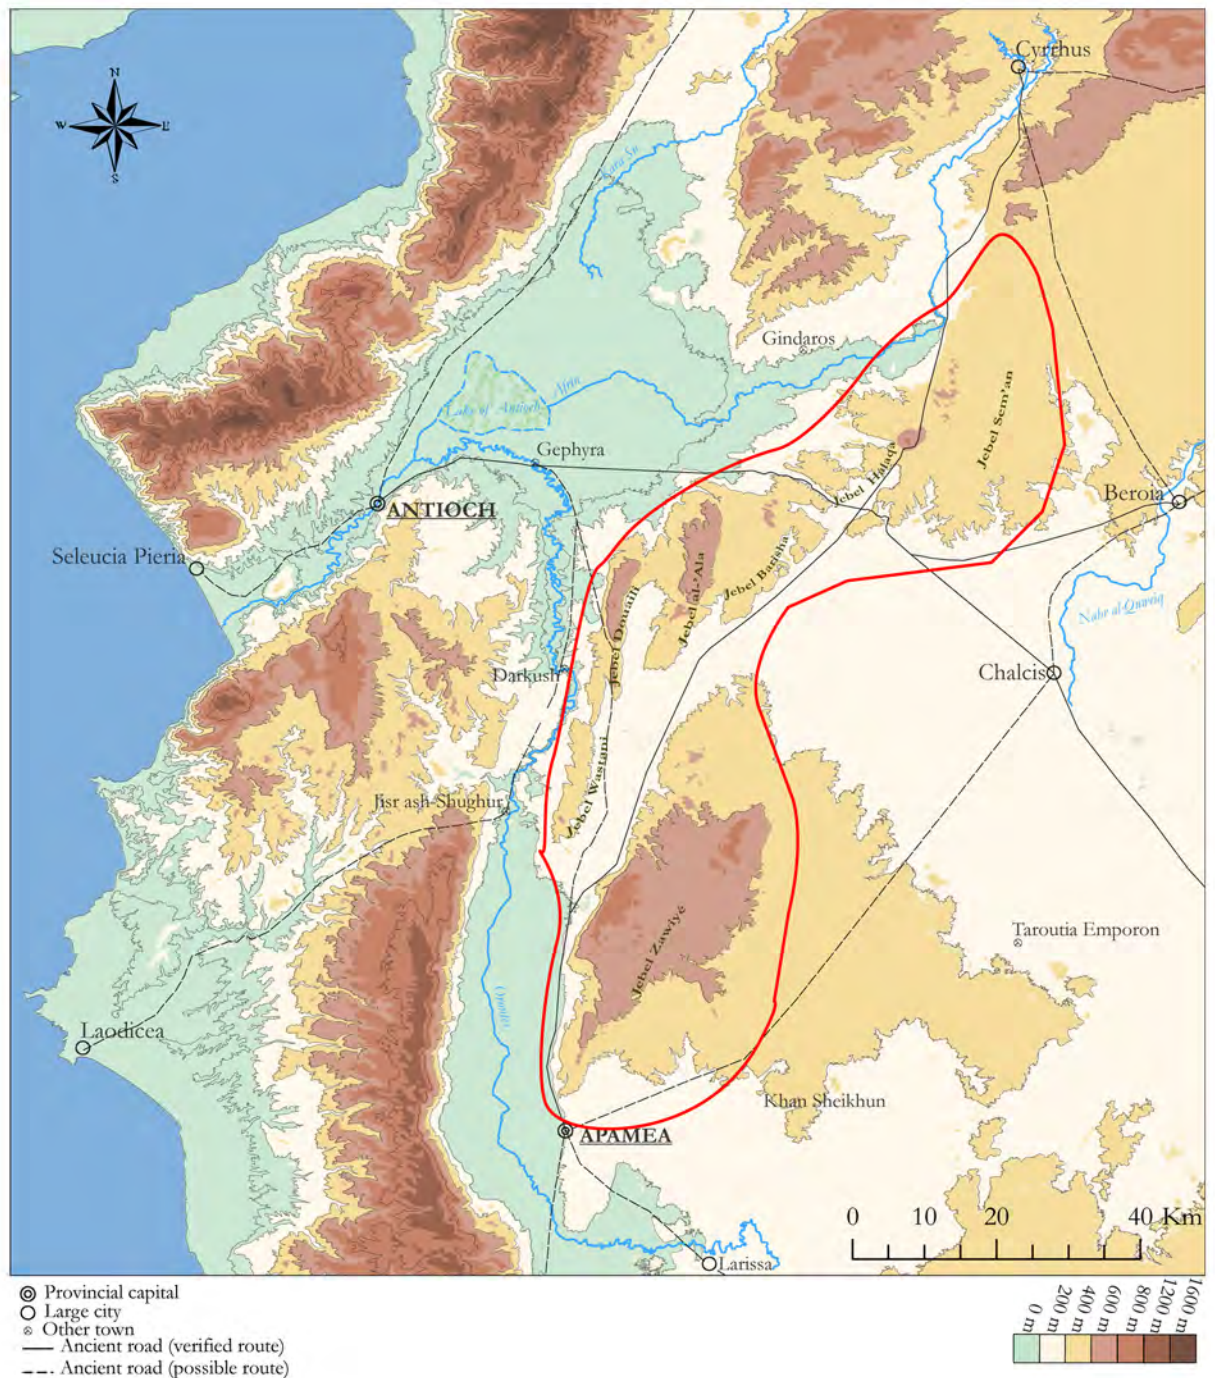 N
W
E
S
Cyrrhus
Kara Su
Gindaros
Lake of Antioch
Afrin
Gephyra
ANTIOCH
Seleucia Pieria
Jebel Sem'an
Jebel Halaqa
Beroia
Jebel Barisha
Jebel al-'Ala
Jebel Douaili
Nahr al-Quweiq
Darkush
Chalcis
Jebel Wastani
Jisr ash-Shughur
Jebel Zawiyé
Taroutia Emporon
Orontes
Laodicea
Khan Sheikhun
APAMEA
0 10 20 40 Km
Larissa
Provincial capital
Large city
Other town
Ancient road (verified route)
Ancient road (possible route)
0 m
200 m
400 m
600 m
800 m
1200 m
1600 m